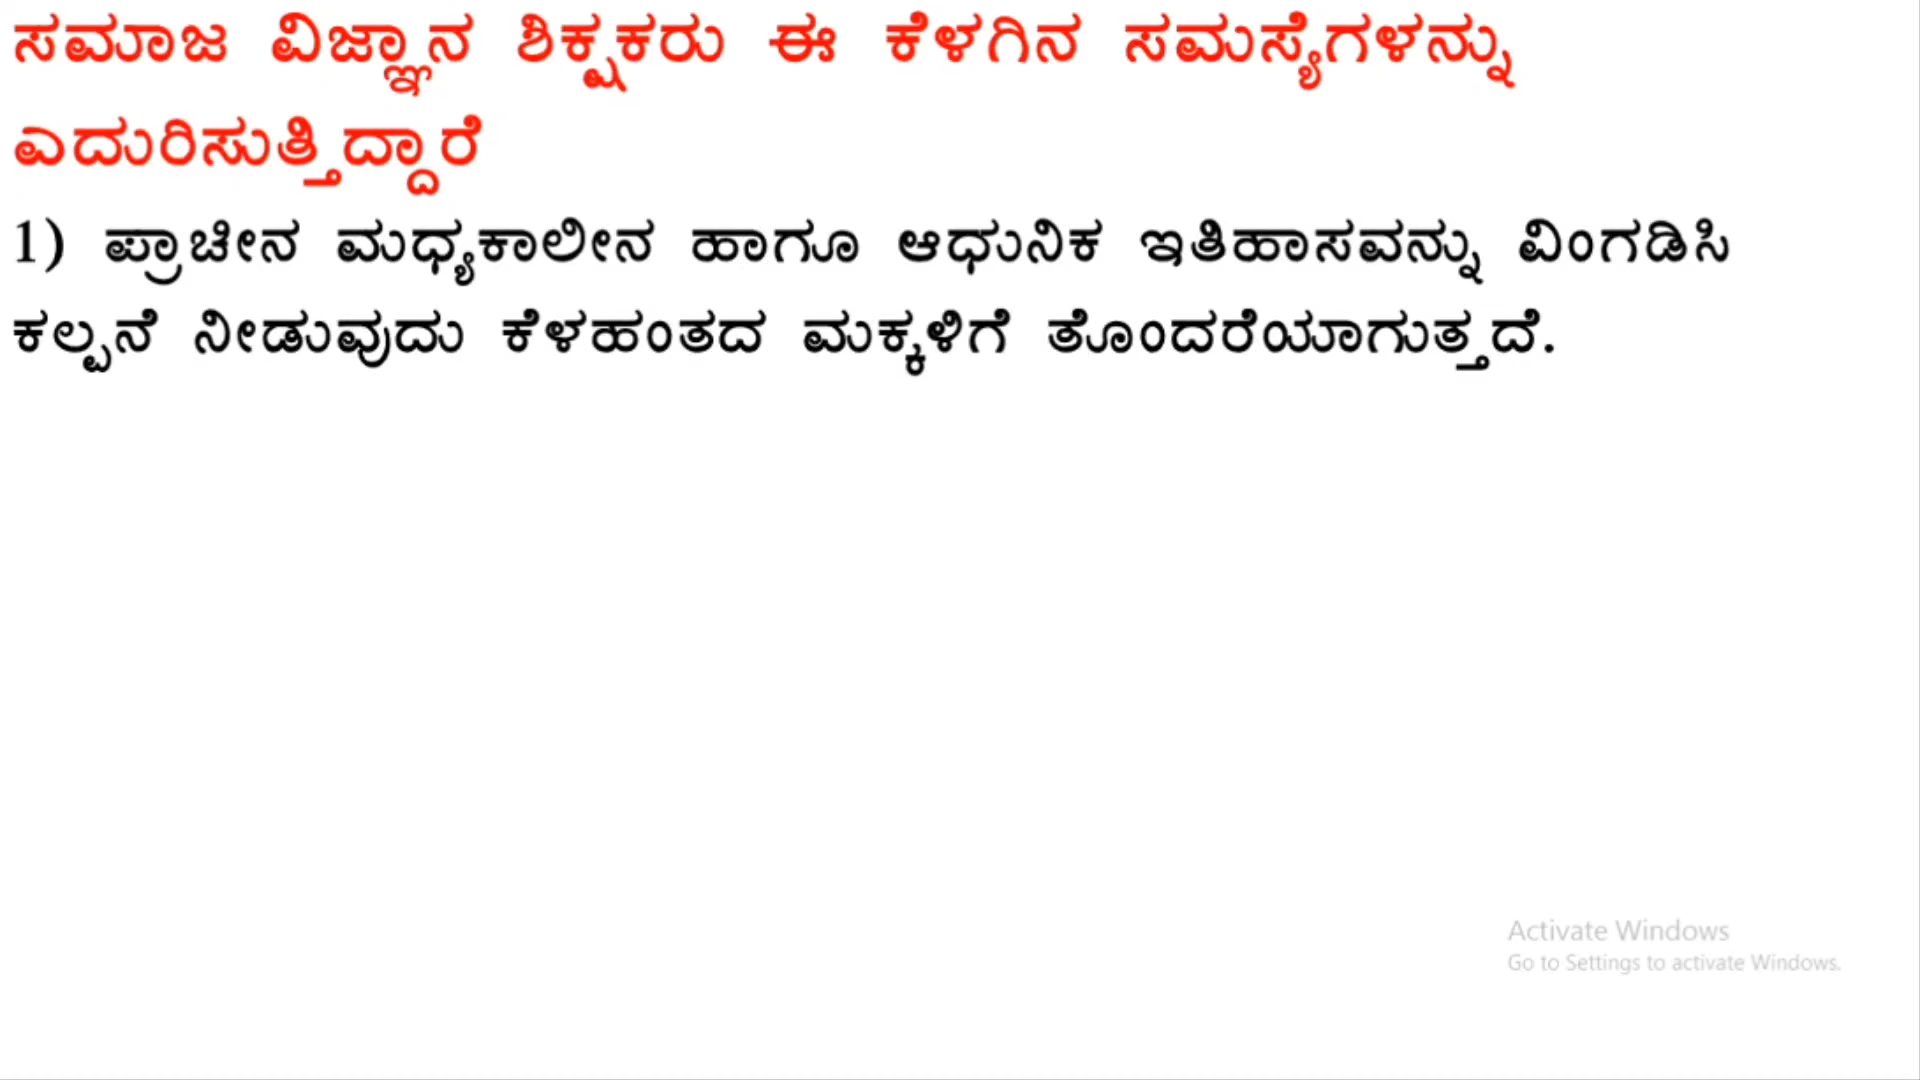 ಸಮಾಜ ವಿಜ್ಞಾನ ಶಿಕ್ಷಕರು ಈ ಕೆಳಗಿನ ಸಮಸ್ಯೆಗಳನ್ನು
ಎದುರಿಸುತ್ತಿದ್ದಾರೆ
1) ಪ್ರಾಚೀನ ಮಧ್ಯಕಾಲೀನ ಹಾಗೂ ಆಧುನಿಕ ಇತಿಹಾಸವನ್ನು ವಿಂಗಡಿಸಿ
ಕಲ್ಪನೆ ನೀಡುವುದು ಕೆಳಹಂತದ ಮಕ್ಕಳಿಗೆ ತೊಂದರೆಯಾಗುತ್ತದೆ.
Activate Windows
Go to Settings to activate Windows.